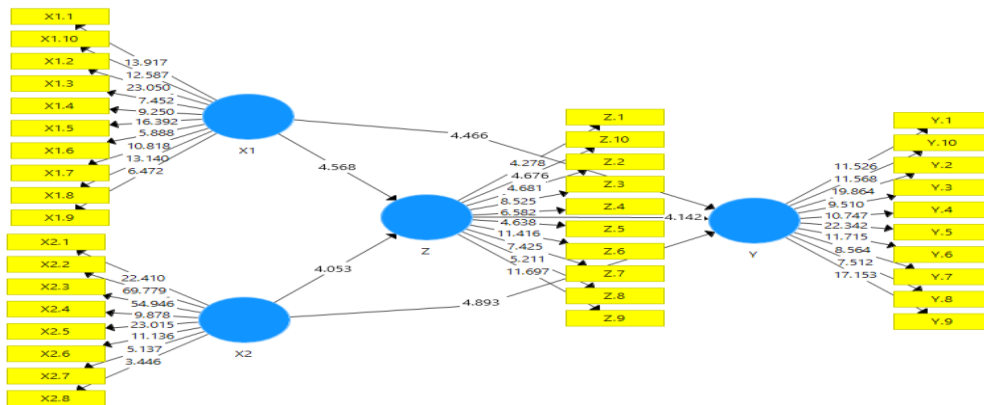 X1.1
X1.10
X1.2
X1.3
X1.4
X1.5
X1.6
X1.7
X1.8
X1.9
13.917
12.587
23.050
7.452
9.250
16.392
5.888
10.818
13.140
6.472
X1
X2.1
X2.2
X2.3
X2.4
X2.5
X2.6
X2.7
X2.8
22.410
69.779
54.946
9.878
23.015
11.136
5.137
3.446
X2
4.568
4.053
4.466
4.893
Z
4.278
4.676
4.681
8.525
6.582
4.638
11.416
7.425
5.211
11.697
4.142
Z.1
Z.10
Z.2
Z.3
Z.4
Z.5
Z.6
Z.7
Z.8
Z.9
Y
11.526
11.568
19.864
9.510
10.747
22.342
11.715
8.564
7.512
17.153
Y.1
Y.10
Y.2
Y.3
Y.4
Y.5
Y.6
Y.7
Y.8
Y.9